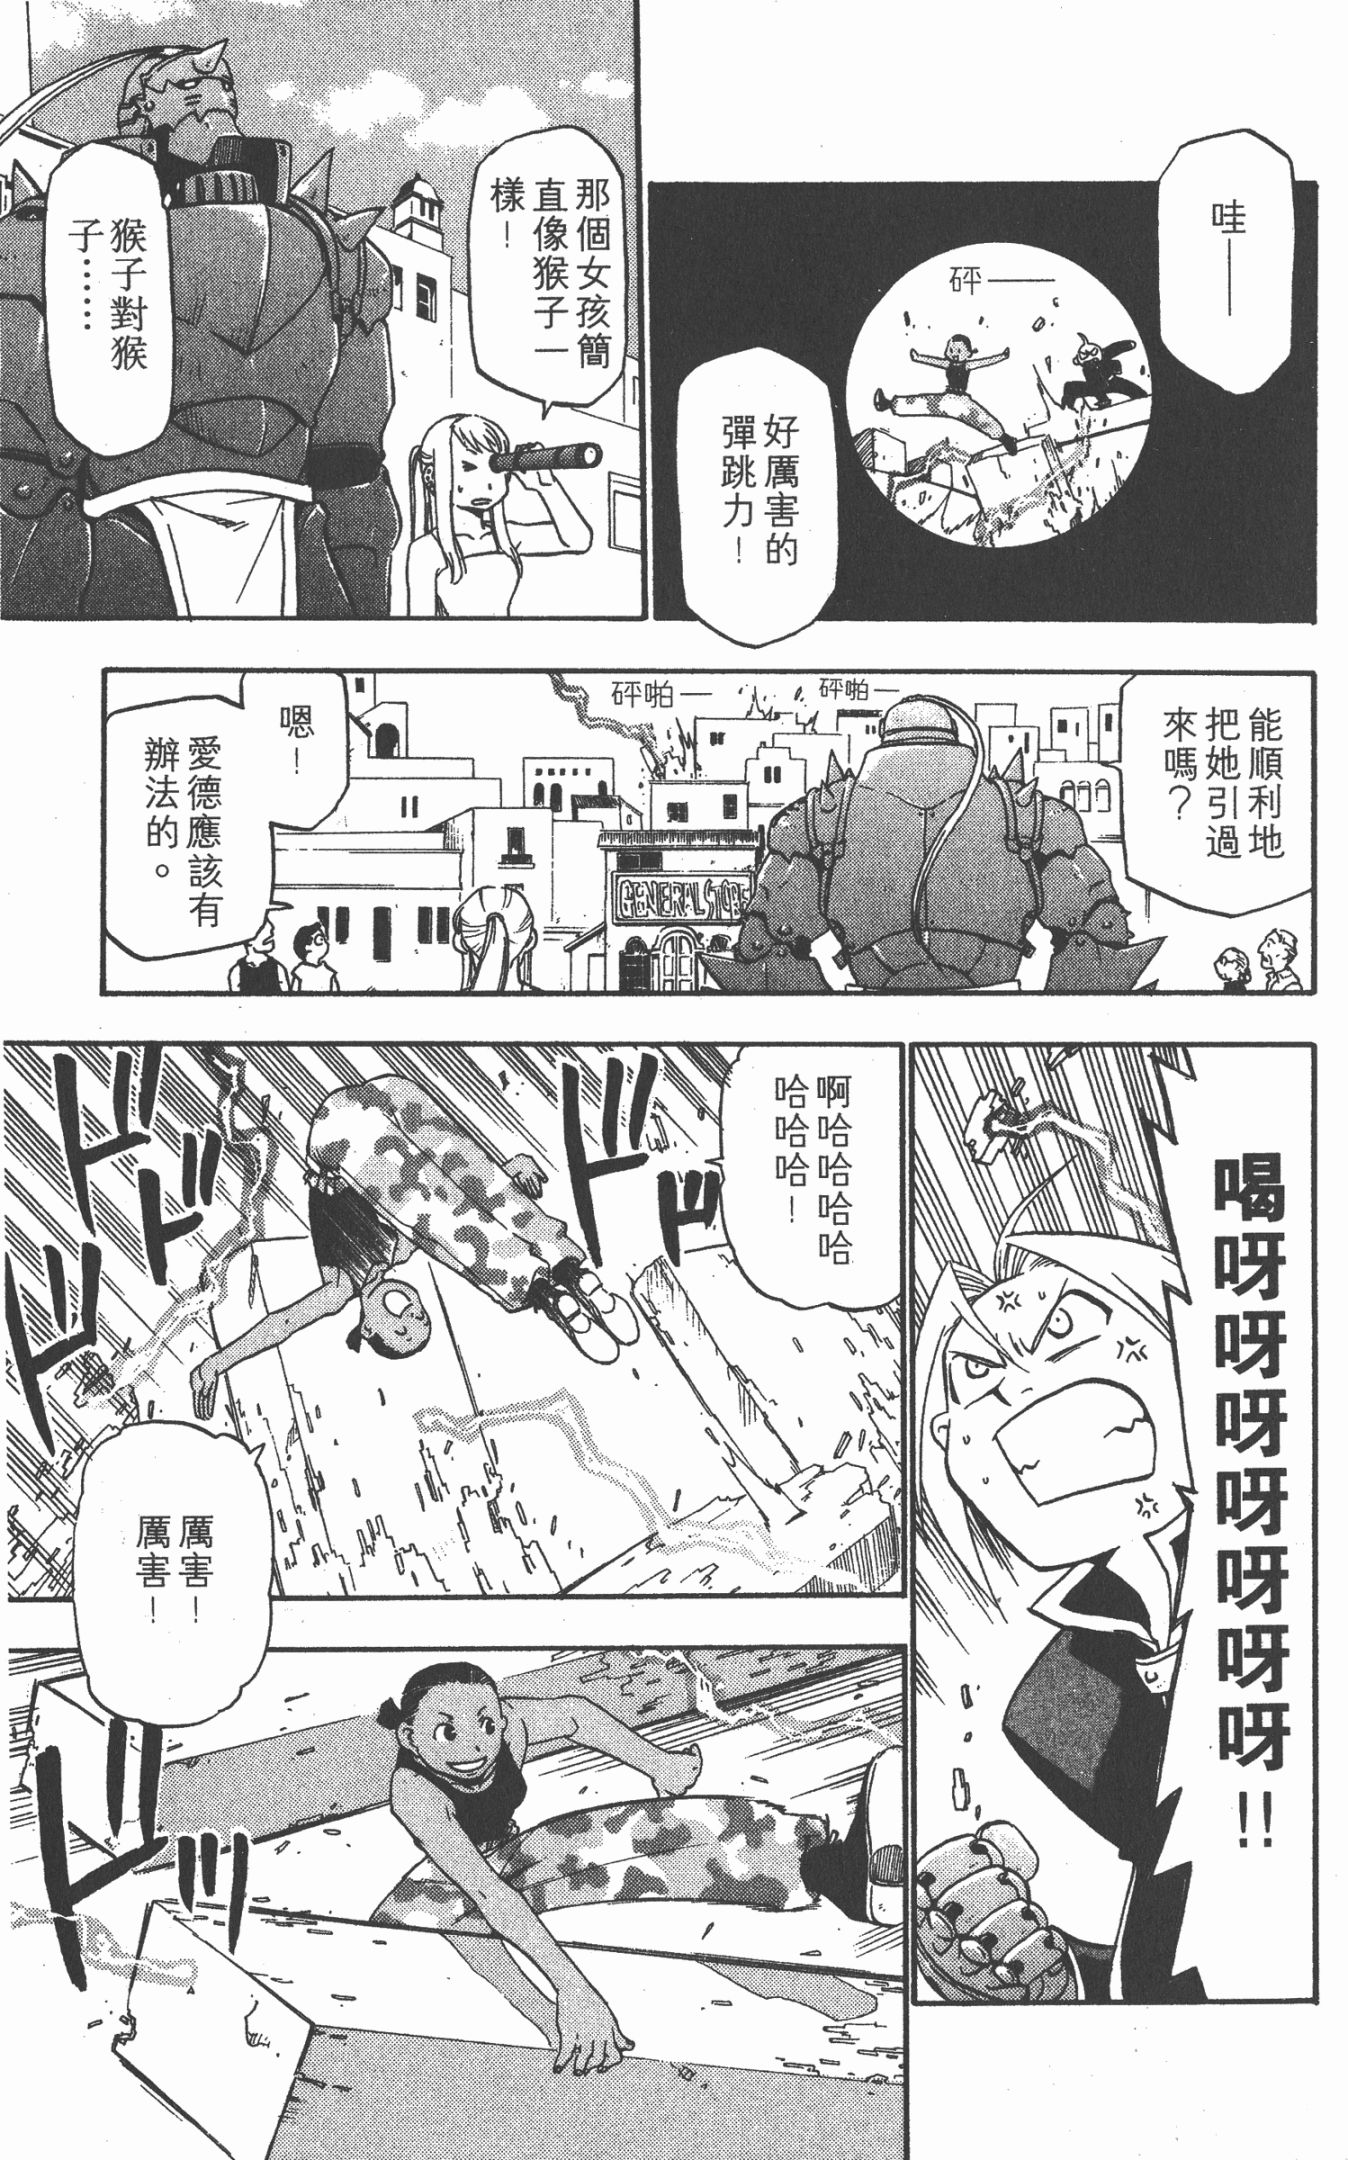 哇——
砰——
好厲害的
彈跳力！
那個女孩簡
直像猴子一
樣！
猴子對猴
子……
能順利地
把她引過
來嗎？
砰啪—
砰啪—
GENERAL STORE
嗯！
愛德應該有
辦法的。
喝呀呀呀呀呀呀呀!!
啊哈哈哈哈
哈哈哈！
ドドドドドド
厲害！
厲害！
ドドド